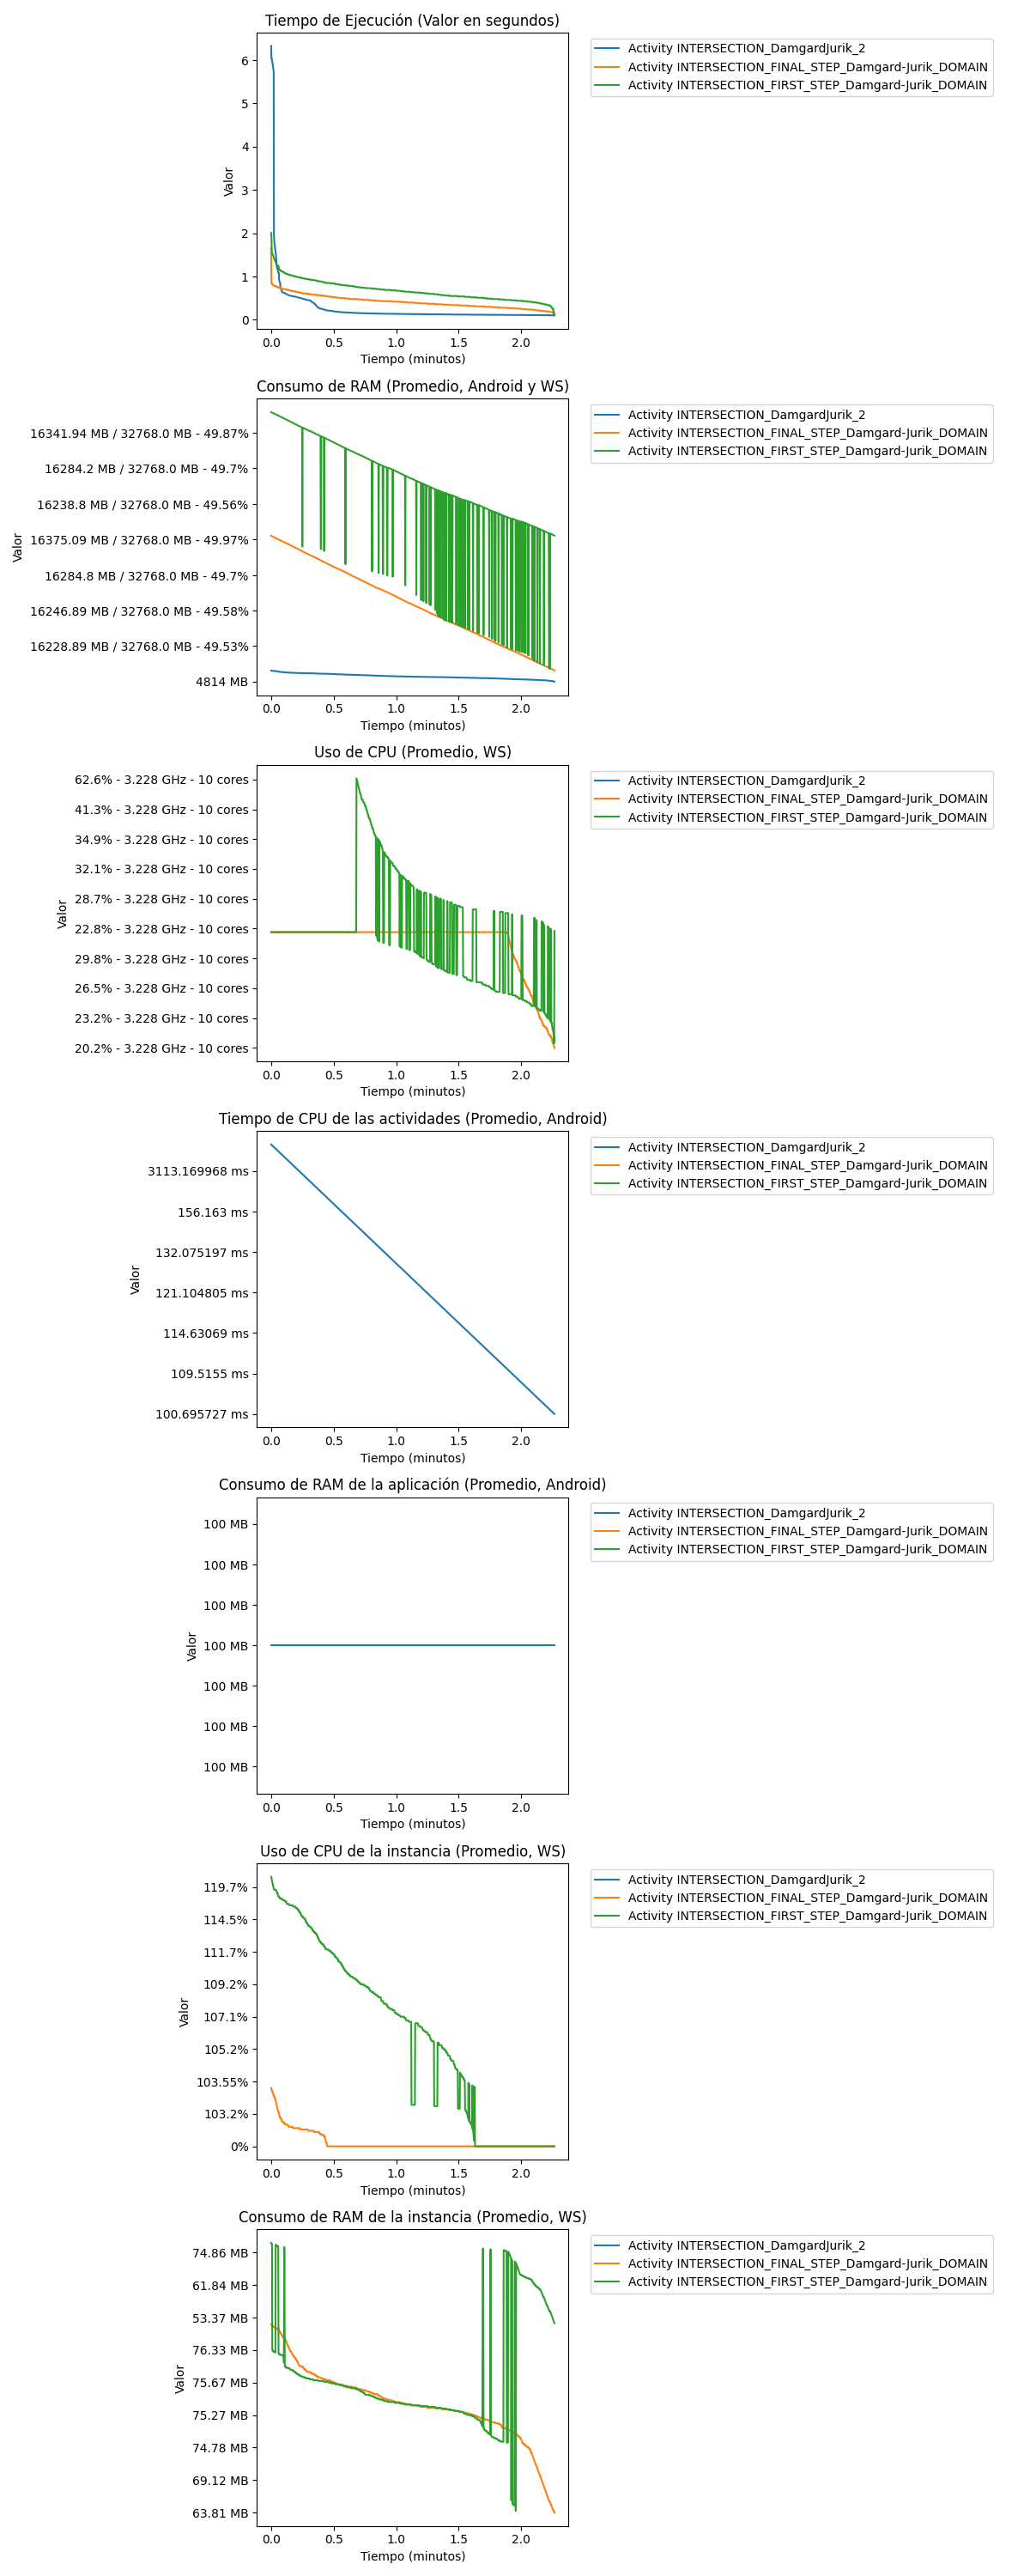 Tiempo de Ejecución (Valor en segundos)
6
5
4
3
2
1
0
Valor
0.0 0.5 1.0 1.5 2.0
Tiempo (minutos)
Activity INTERSECTION_DamgardJurik_2
Activity INTERSECTION_FINAL_STEP_Damgard-Jurik_DOMAIN
Activity INTERSECTION_FIRST_STEP_Damgard-Jurik_DOMAIN
Consumo de RAM (Promedio, Android y WS)
16341.94 MB / 32768.0 MB - 49.87%
16284.2 MB / 32768.0 MB - 49.7%
16238.8 MB / 32768.0 MB - 49.56%
16375.09 MB / 32768.0 MB - 49.97%
16284.8 MB / 32768.0 MB - 49.7%
16246.89 MB / 32768.0 MB - 49.58%
16228.89 MB / 32768.0 MB - 49.53%
4814 MB
Valor
0.0 0.5 1.0 1.5 2.0
Tiempo (minutos)
Activity INTERSECTION_DamgardJurik_2
Activity INTERSECTION_FINAL_STEP_Damgard-Jurik_DOMAIN
Activity INTERSECTION_FIRST_STEP_Damgard-Jurik_DOMAIN
Uso de CPU (Promedio, WS)
62.6% - 3.228 GHz - 10 cores
41.3% - 3.228 GHz - 10 cores
34.9% - 3.228 GHz - 10 cores
32.1% - 3.228 GHz - 10 cores
28.7% - 3.228 GHz - 10 cores
22.8% - 3.228 GHz - 10 cores
29.8% - 3.228 GHz - 10 cores
26.5% - 3.228 GHz - 10 cores
23.2% - 3.228 GHz - 10 cores
20.2% - 3.228 GHz - 10 cores
Valor
0.0 0.5 1.0 1.5 2.0
Tiempo (minutos)
Activity INTERSECTION_DamgardJurik_2
Activity INTERSECTION_FINAL_STEP_Damgard-Jurik_DOMAIN
Activity INTERSECTION_FIRST_STEP_Damgard-Jurik_DOMAIN
Tiempo de CPU de las actividades (Promedio, Android)
3113.169968 ms
156.163 ms
132.075197 ms
121.104805 ms
114.63069 ms
109.5155 ms
100.695727 ms
Valor
0.0 0.5 1.0 1.5 2.0
Tiempo (minutos)
Activity INTERSECTION_DamgardJurik_2
Activity INTERSECTION_FINAL_STEP_Damgard-Jurik_DOMAIN
Activity INTERSECTION_FIRST_STEP_Damgard-Jurik_DOMAIN
Consumo de RAM de la aplicación (Promedio, Android)
100 MB
100 MB
100 MB
100 MB
100 MB
100 MB
100 MB
Valor
0.0 0.5 1.0 1.5 2.0
Tiempo (minutos)
Activity INTERSECTION_DamgardJurik_2
Activity INTERSECTION_FINAL_STEP_Damgard-Jurik_DOMAIN
Activity INTERSECTION_FIRST_STEP_Damgard-Jurik_DOMAIN
Uso de CPU de la instancia (Promedio, WS)
119.7%
114.5%
111.7%
109.2%
107.1%
105.2%
103.55%
103.2%
0%
Valor
0.0 0.5 1.0 1.5 2.0
Tiempo (minutos)
Activity INTERSECTION_DamgardJurik_2
Activity INTERSECTION_FINAL_STEP_Damgard-Jurik_DOMAIN
Activity INTERSECTION_FIRST_STEP_Damgard-Jurik_DOMAIN
Consumo de RAM de la instancia (Promedio, WS)
74.86 MB
61.84 MB
53.37 MB
76.33 MB
75.67 MB
75.27 MB
74.78 MB
69.12 MB
63.81 MB
Valor
0.0 0.5 1.0 1.5 2.0
Tiempo (minutos)
Activity INTERSECTION_DamgardJurik_2
Activity INTERSECTION_FINAL_STEP_Damgard-Jurik_DOMAIN
Activity INTERSECTION_FIRST_STEP_Damgard-Jurik_DOMAIN